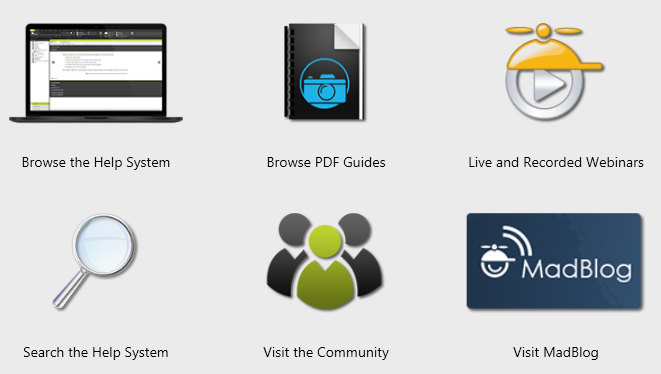 Browse the Help System
Browse PDF Guides
Live and Recorded Webinars
MadBlog
Search the Help System
Visit the Community
Visit MadBlog